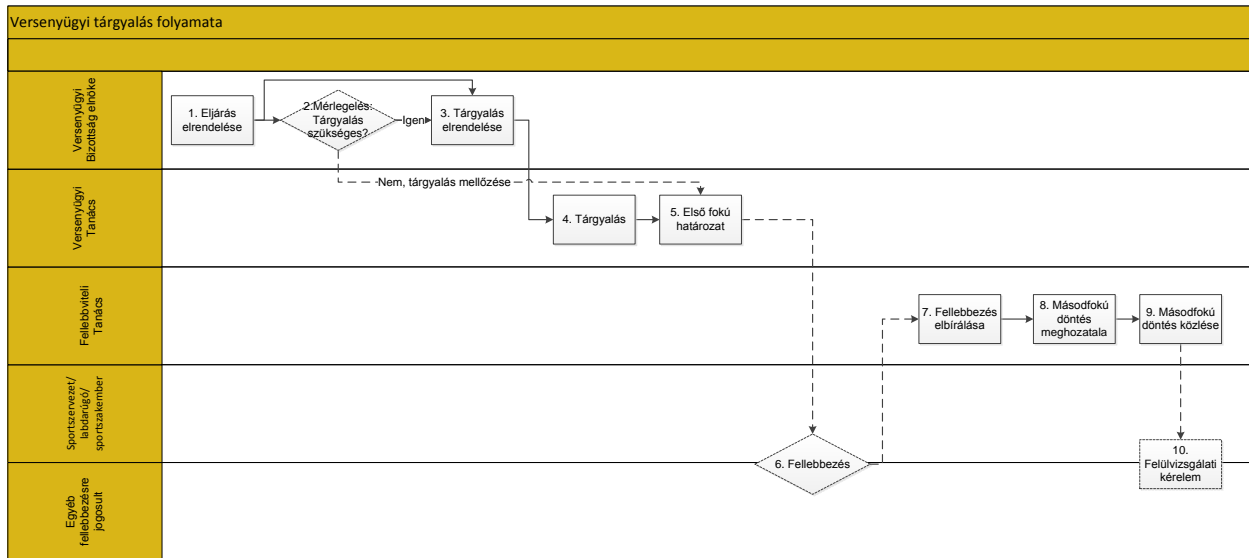 Versenyügyi tárgyalás folyamata
Versenyügyi
Bizottság elnöke
1. Eljárás
elrendelése
2.Mérlegelés:
Tárgyalás
szükséges?
Igen
3. Tárgyalás
elrendelése
Nem, tárgyalás mellőzése
Versenyügyi
Tanács
4. Tárgyalás
5. Első fokú
határozat
Fellebbviteli
Tanács
7. Fellebbezés
elbírálása
8. Másodfokú
döntés
meghozatala
9. Másodfokú
döntés közlése
Sportszervezet/
labdarúgó/
sportszakember
6. Fellebbezés
10.
Felülvizsgálati
kérelem
Egyéb
fellebbezésre
jogosult